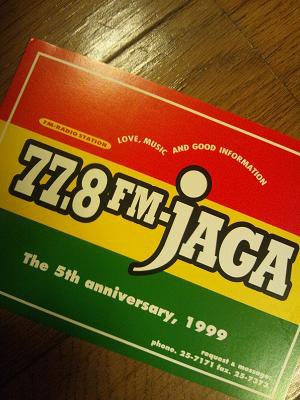 FM-RADIO STATION
LOVE, MUSIC AND GOOD INFORMATION
77.8 FM-JAGA
The 5th anniversary, 1999
request & message.
phone. 25-7171 fax. 25-7373